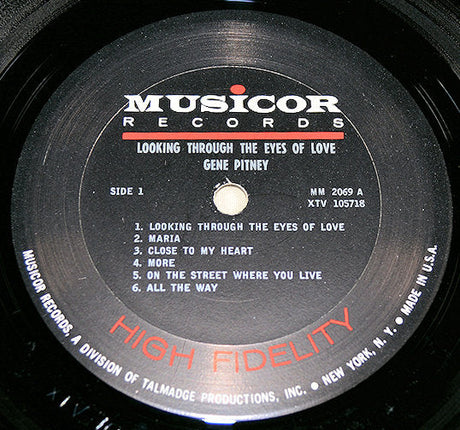 MUSICOR
RECORDS
LOOKING THROUGH THE EYES OF LOVE
GENE PITNEY
SIDE 1
MM 2069 A
XTV 105718
1. LOOKING THROUGH THE EYES OF LOVE
2. MARIA
3. CLOSE TO MY HEART
4. MORE
5. ON THE STREET WHERE YOU LIVE
6. ALL THE WAY
HIGH FIDELITY
MUSICOR RECORDS, A DIVISION OF TALMADGE PRODUCTIONS, INC. ● NEW YORK, N. Y. ● MADE IN U.S.A.
XTV